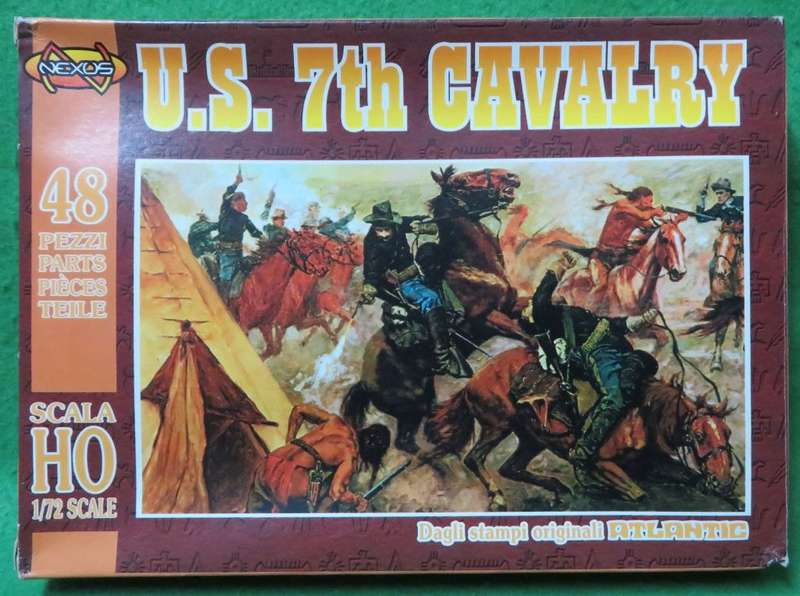 NEXUS
U.S. 7th CAVALRY
48
PEZZI
PARTS
PIÈCES
TEILE
SCALA
HO
1/72 SCALE
Dagli stampi originali ATLANTIC